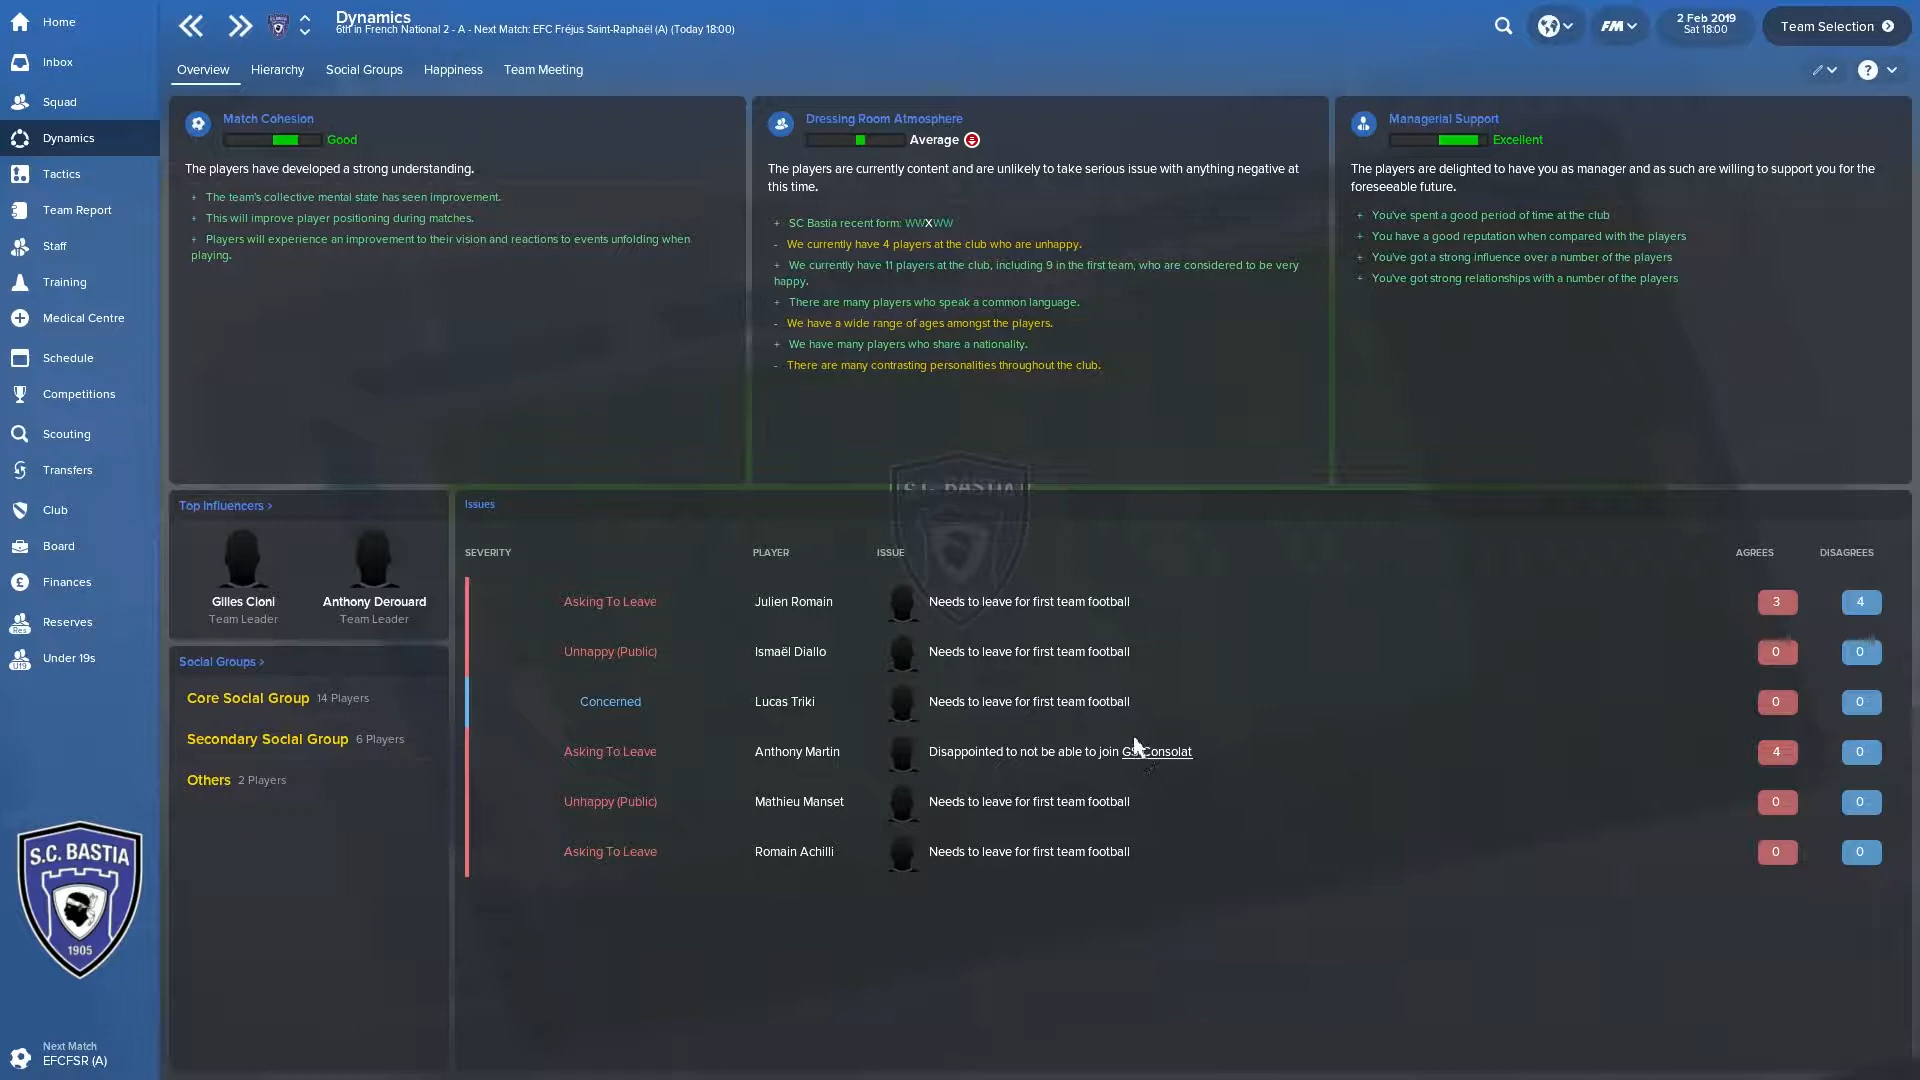 Home
Inbox
Squad
Dynamics
Tactics
Team Report
Staff
Training
Medical Centre
Schedule
Competitions
Scouting
Transfers
Club
Board
Finances
Res
Reserves
U19
Under 19s
S.C. BASTIA
1905
Next Match
EFCFSR (A)
Dynamics
6th in French National 2 - A - Next Match: EFC Fréjus Saint-Raphaël (A) (Today 18:00)
FM
2 Feb 2019
Sat 18:00
Team Selection
Overview Hierarchy Social Groups Happiness Team Meeting
?
Match Cohesion
Good
The players have developed a strong understanding.
+ The team's collective mental state has seen improvement.
+ This will improve player positioning during matches.
+ Players will experience an improvement to their vision and reactions to events unfolding when
playing.
Dressing Room Atmosphere
Average
The players are currently content and are unlikely to take serious issue with anything negative at
this time.
+ SC Bastia recent form: WWXWW
- We currently have 4 players at the club who are unhappy.
+ We currently have 11 players at the club, including 9 in the first team, who are considered to be very
happy.
+ There are many players who speak a common language.
- We have a wide range of ages amongst the players.
+ We have many players who share a nationality.
- There are many contrasting personalities throughout the club.
Managerial Support
Excellent
The players are delighted to have you as manager and as such are willing to support you for the
foreseeable future.
+ You've spent a good period of time at the club
+ You have a good reputation when compared with the players
+ You've got a strong influence over a number of the players
+ You've got strong relationships with a number of the players
Top Influencers >
Gilles Cioni
Team Leader
Anthony Derouard
Team Leader
Social Groups >
Core Social Group 14 Players
Secondary Social Group 6 Players
Others 2 Players
S.C. BASTIA
Issues
SEVERITY PLAYER ISSUE AGREES DISAGREES
Asking To Leave Julien Romain Needs to leave for first team football 3 4
Unhappy (Public) Ismaël Diallo Needs to leave for first team football 0 0
Concerned Lucas Triki Needs to leave for first team football 0 0
Asking To Leave Anthony Martin Disappointed to not be able to join GS Consolat 4 0
Unhappy (Public) Mathieu Manset Needs to leave for first team football 0 0
Asking To Leave Romain Achilli Needs to leave for first team football 0 0